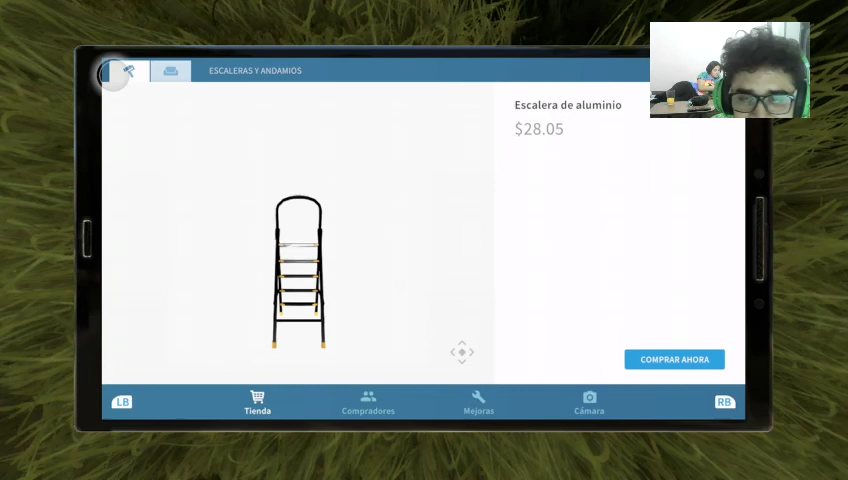 ESCALERAS Y ANDAMIOS
Escalera de aluminio
$28.05
COMPRAR AHORA
LB
Tienda
Compradores
Mejoras
Cámara
RB